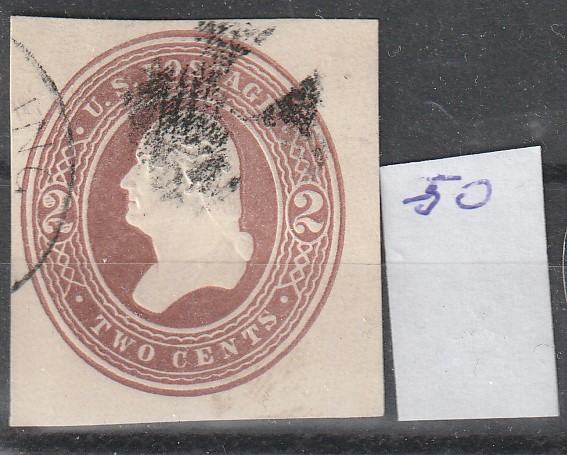 U.S. POSTAGE
2 2
TWO CENTS
50